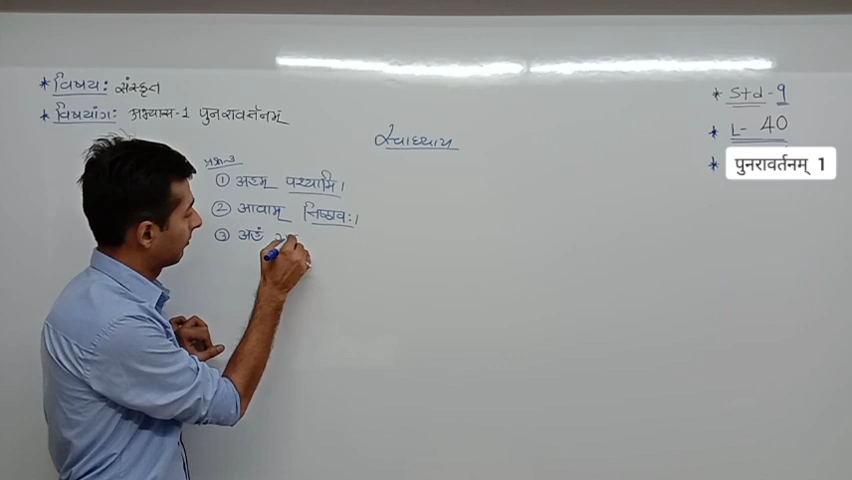 * विषय: संस्कृत
* विषयांग: अभ्यास-1 पुनरावर्तनम्
स्वाध्याय
प्रश्न-3
① अहम् पश्यामि।
② आवाम् तिष्ठावः।
③ अहं
* Std - 9
* L- 40
* पुनरावर्तनम् 1